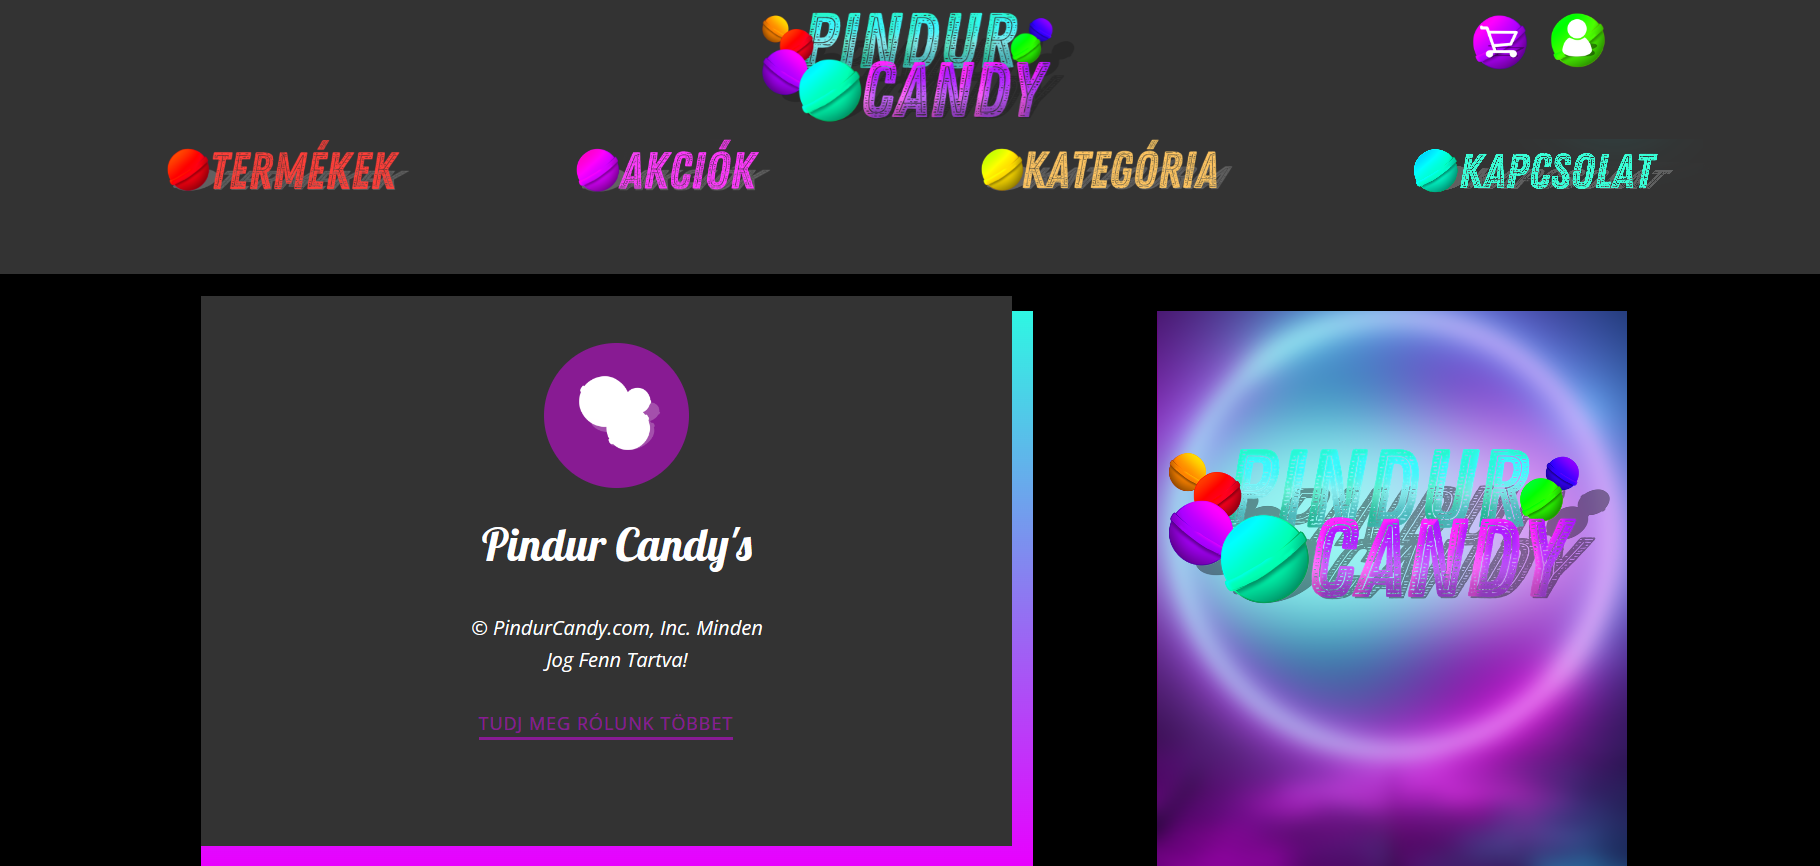 PINDUR
CANDY
TERMÉKEK
AKCIÓK
KATEGÓRIA
KAPCSOLAT
Pindur Candy's
© PindurCandy.com, Inc. Minden
Jog Fenn Tartva!
TUDJ MEG RÓLUNK TÖBBET
PINDUR
CANDY